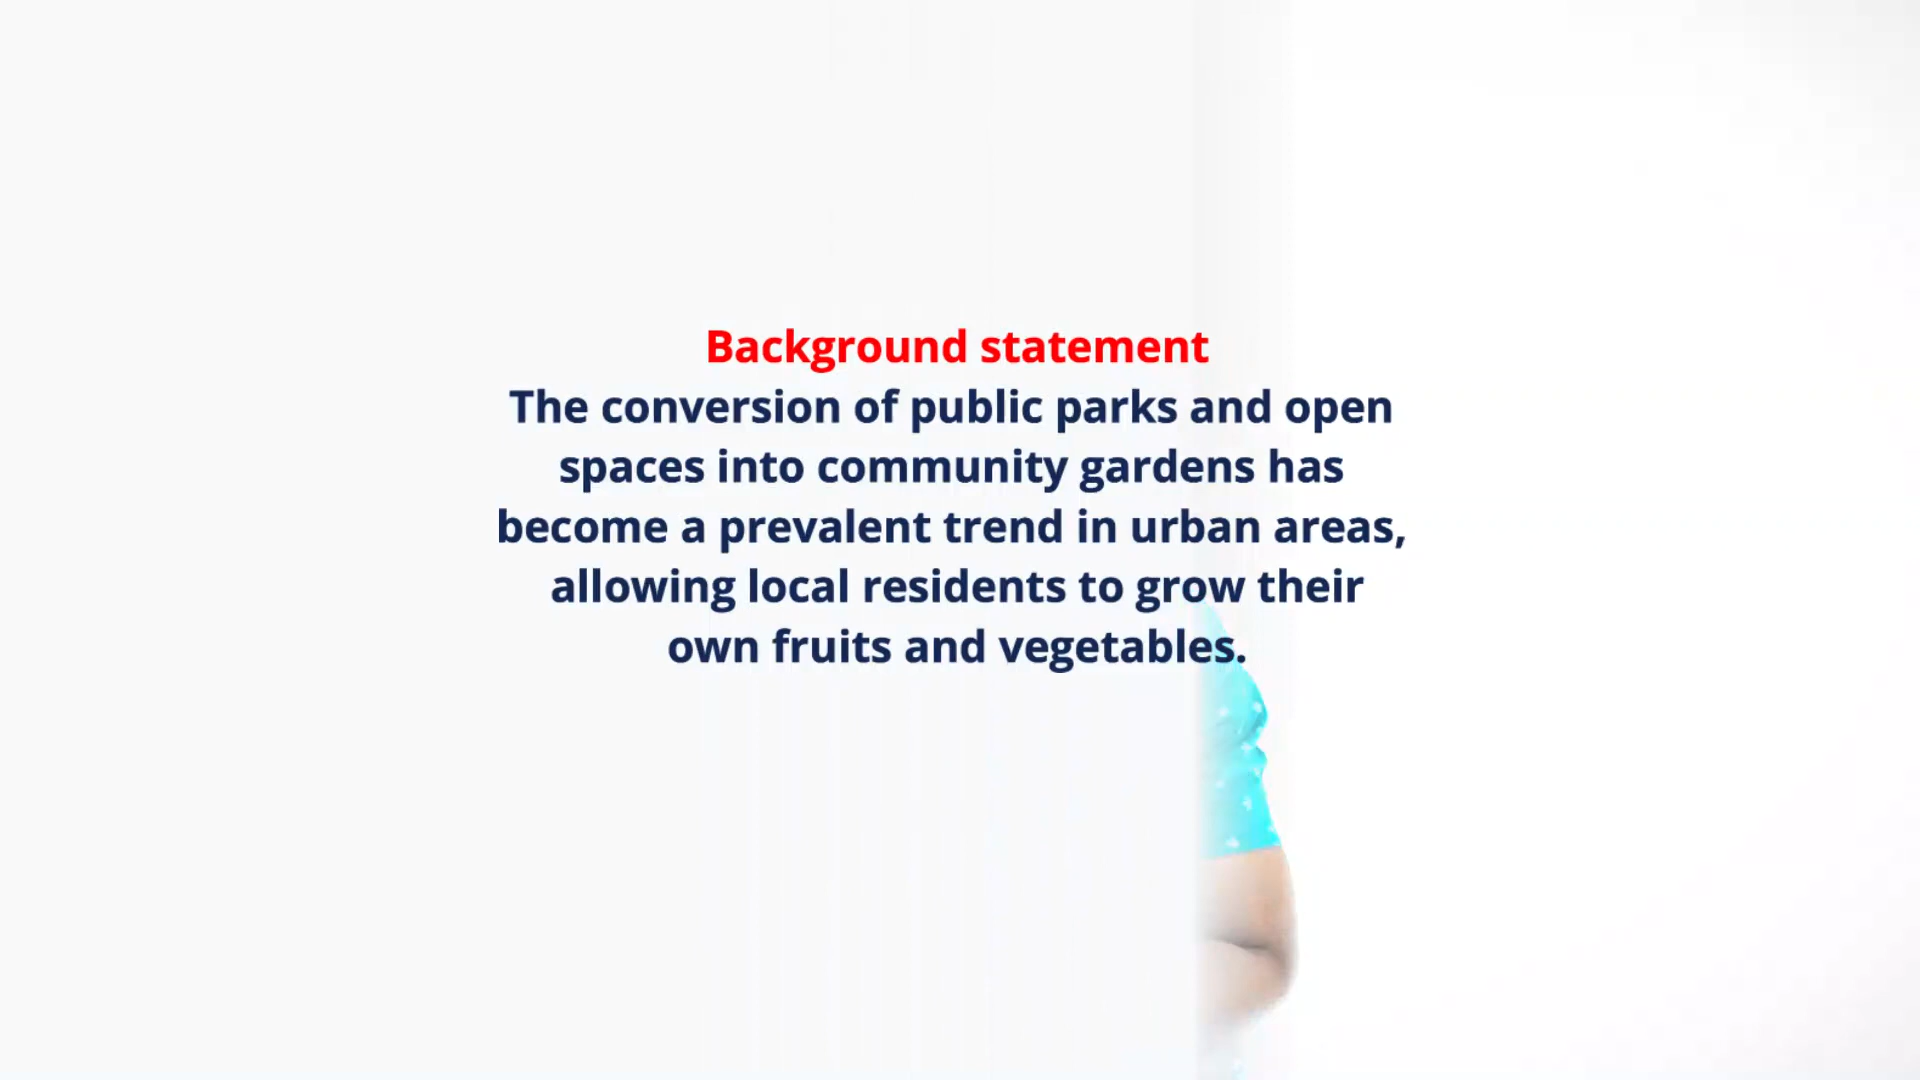 Background statement
The conversion of public parks and open
spaces into community gardens has
become a prevalent trend in urban areas,
allowing local residents to grow their
own fruits and vegetables.